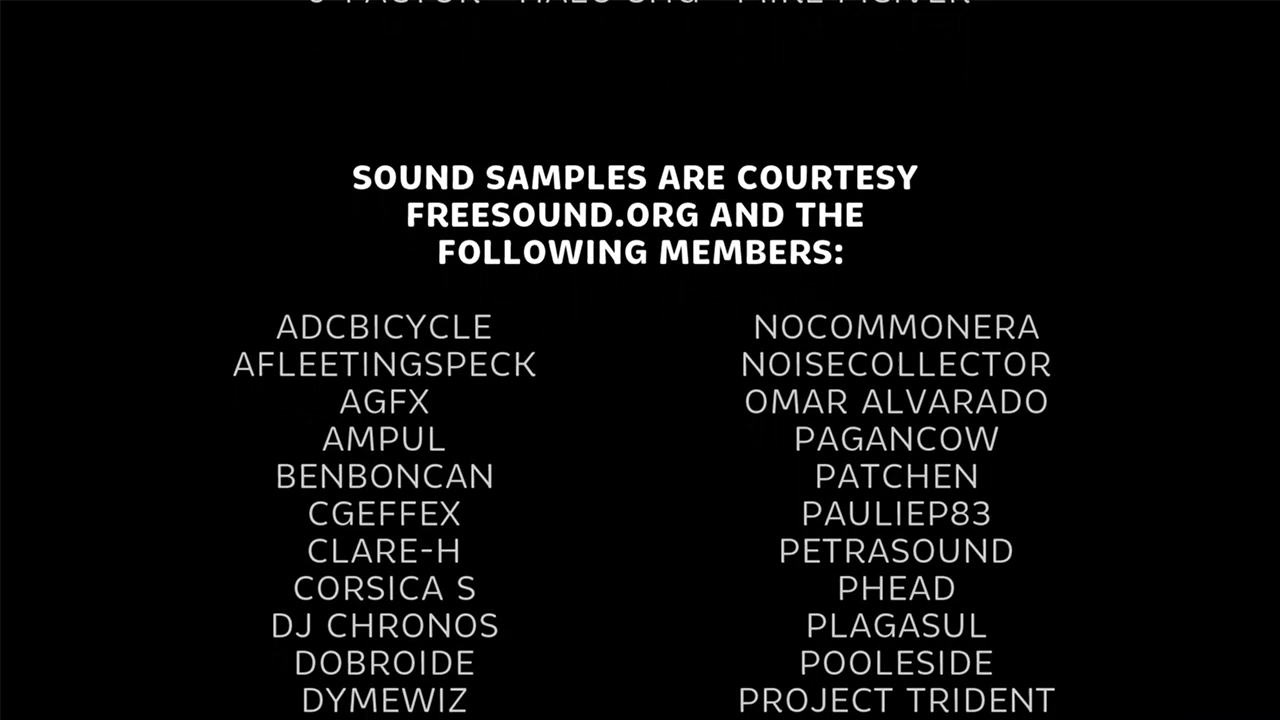 SOUND SAMPLES ARE COURTESY
FREESOUND.ORG AND THE
FOLLOWING MEMBERS:
ADCBICYCLE
AFLEETINGSPECK
AGFX
AMPUL
BENBONCAN
CGEFFEX
CLARE-H
CORSICA S
DJ CHRONOS
DOBROIDE
DYMEWIZ
NOCOMMONERA
NOISECOLLECTOR
OMAR ALVARADO
PAGANCOW
PATCHEN
PAULIEP83
PETRASOUND
PHEAD
PLAGASUL
POOLESIDE
PROJECT TRIDENT